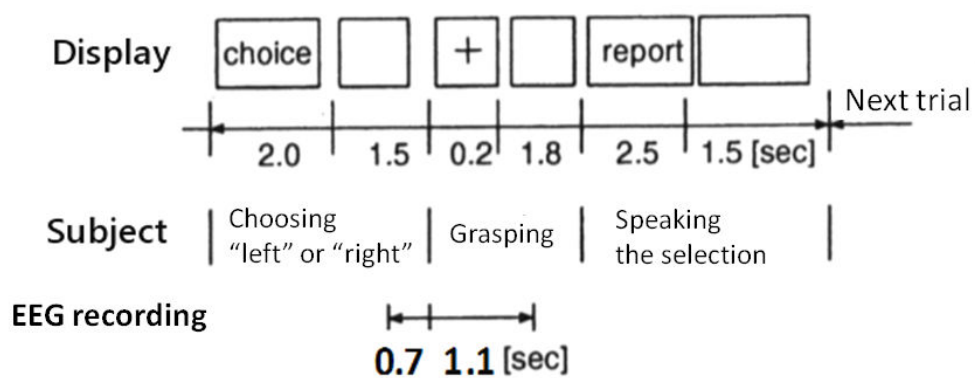 Display choice + report
Next trial
2.0 1.5 0.2 1.8 2.5 1.5 [sec]
Subject Choosing Grasping Speaking
"left" or "right" the selection
EEG recording
0.7 1.1 [sec]